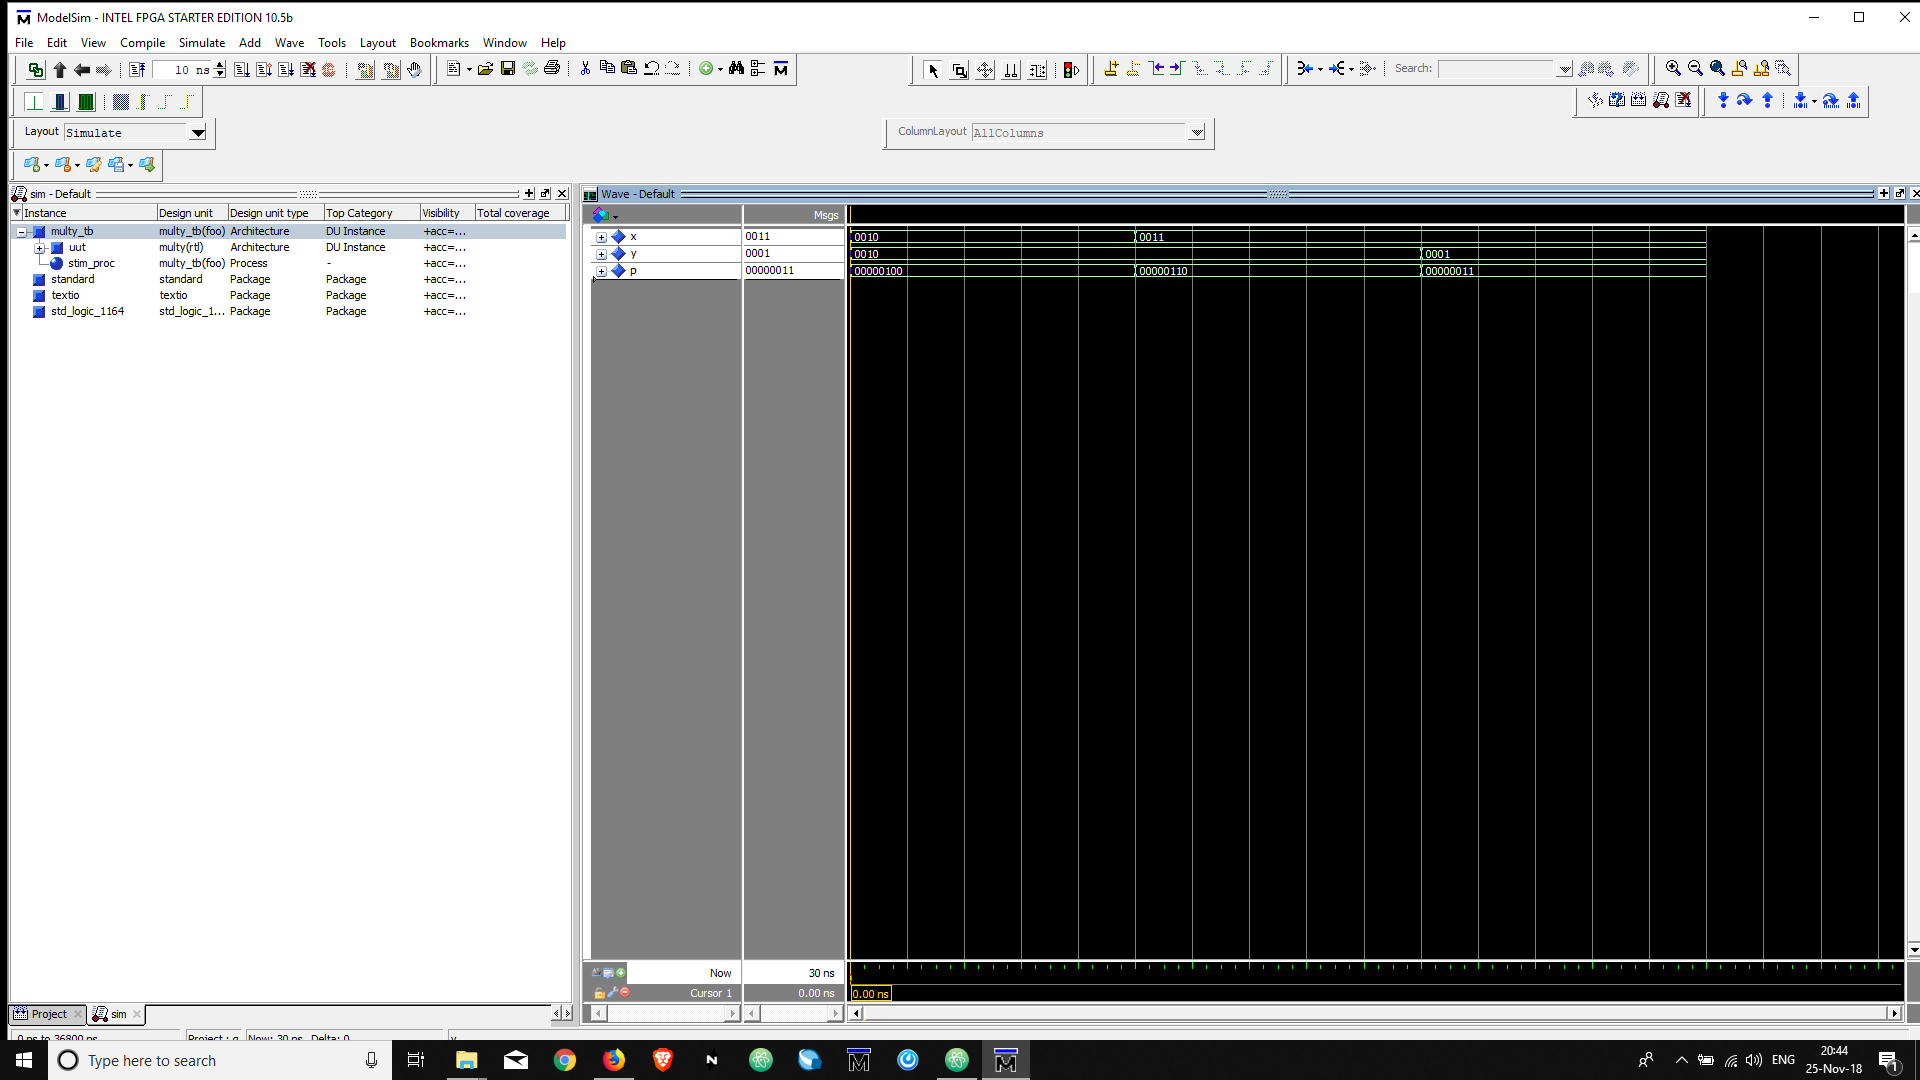 ModelSim - INTEL FPGA STARTER EDITION 10.5b
File Edit View Compile Simulate Add Wave Tools Layout Bookmarks Window Help
10 ns
Search:
Layout Simulate
ColumnLayout AllColumns
sim - Default
Instance Design unit Design unit type Top Category Visibility Total coverage
multy_tb multy_tb(foo) Architecture DU Instance +acc=...
uut multy(rtl) Architecture DU Instance +acc=...
stim_proc multy_tb(foo) Process - +acc=...
standard standard Package Package +acc=...
textio textio Package Package +acc=...
std_logic_1164 std_logic_1... Package Package +acc=...
Wave - Default
Msgs
x 0011 0010 0011
y 0001 0010 0001
p 00000011 00000100 00000110 00000011
Now 30 ns
Cursor 1 0.00 ns 0.00 ns
Project sim
0 ns to 36800 ps Project : g Now: 30 ns Delta: 0
Type here to search
ENG
20:44
25-Nov-18
1